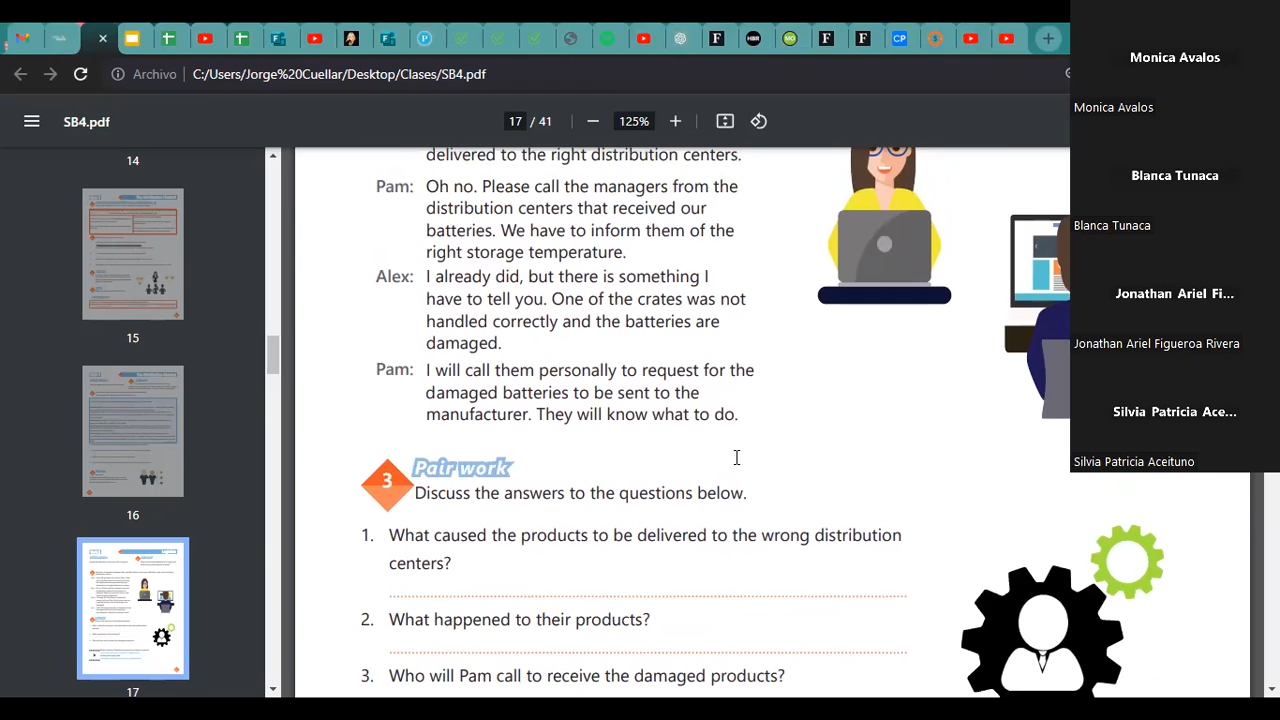 Archivo
C:/Users/Jorge%20Cuellar/Desktop/Clases/SB4.pdf
SB4.pdf
17 / 41
125%
14
15
16
17
delivered to the right distribution centers.
Pam: Oh no. Please call the managers from the
distribution centers that received our
batteries. We have to inform them of the
right storage temperature.
Alex: I already did, but there is something I
have to tell you. One of the crates was not
handled correctly and the batteries are
damaged.
Pam: I will call them personally to request for the
damaged batteries to be sent to the
manufacturer. They will know what to do.
3 Pair work
Discuss the answers to the questions below.
1. What caused the products to be delivered to the wrong distribution
centers?
2. What happened to their products?
3. Who will Pam call to receive the damaged products?
Monica Avalos
Monica Avalos
Blanca Tunaca
Blanca Tunaca
Jonathan Ariel Fi...
Jonathan Ariel Figueroa Rivera
Silvia Patricia Ace...
Silvia Patricia Aceituno